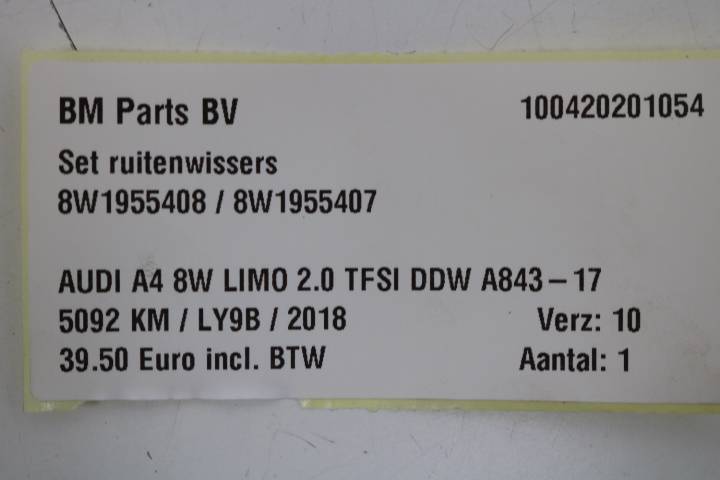 BM Parts BV 100420201054
Set ruitenwissers
8W1955408 / 8W1955407
AUDI A4 8W LIMO 2.0 TFSI DDW A843-17
5092 KM / LY9B / 2018 Verz: 10
39.50 Euro incl. BTW Aantal: 1